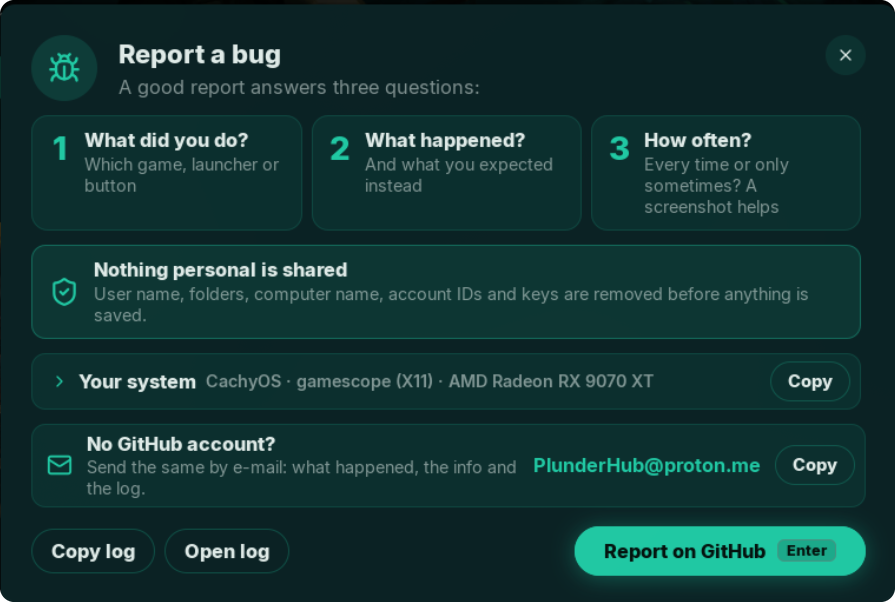 Report a bug
A good report answers three questions:
1 What did you do?
Which game, launcher or
button
2 What happened?
And what you expected
instead
3 How often?
Every time or only
sometimes? A
screenshot helps
Nothing personal is shared
User name, folders, computer name, account IDs and keys are removed before anything is
saved.
Your system CachyOS · gamescope (X11) · AMD Radeon RX 9070 XT Copy
No GitHub account?
Send the same by e-mail: what happened, the info and
the log.
PlunderHub@proton.me Copy
Copy log Open log Report on GitHub Enter